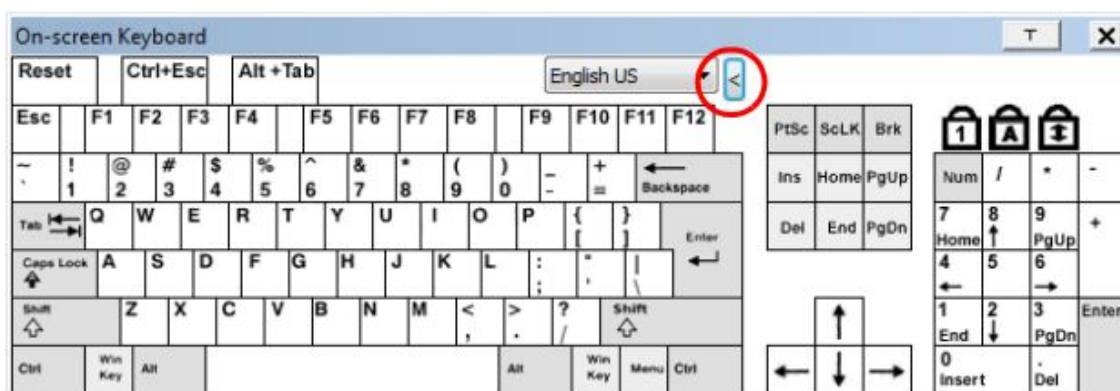 On-screen Keyboard T X
Reset Ctrl+Esc Alt +Tab English US <
Esc F1 F2 F3 F4 F5 F6 F7 F8 F9 F10 F11 F12 PtSc ScLK Brk 1 A
~ ! @ # $ % ^ & * ( ) _ + ← Num / * -
` 1 2 3 4 5 6 7 8 9 0 - = Backspace Ins Home PgUp
Tab Q W E R T Y U I O P { } Enter Del End PgDn 7 8 9 +
[ ] Home ↑ PgUp
Caps Lock A S D F G H J K L : " | 4 5 6
; ' \ ← →
Shift Z X C V B N M < > ? Shift ↑ 1 2 3 Enter
, . / End ↓ PgDn
Ctrl Win Key Alt Alt Win Key Menu Ctrl ← ↓ → 0 .
Insert Del